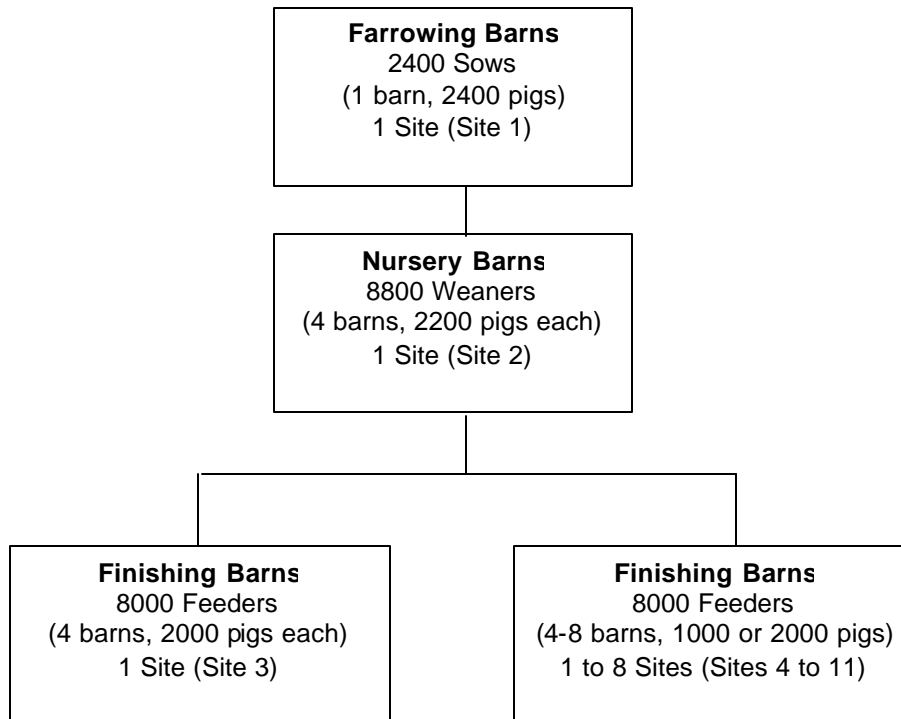 Farrowing Barns
2400 Sows
(1 barn, 2400 pigs)
1 Site (Site 1)
Nursery Barns
8800 Weaners
(4 barns, 2200 pigs each)
1 Site (Site 2)
Finishing Barns
8000 Feeders
(4 barns, 2000 pigs each)
1 Site (Site 3)
Finishing Barns
8000 Feeders
(4-8 barns, 1000 or 2000 pigs)
1 to 8 Sites (Sites 4 to 11)